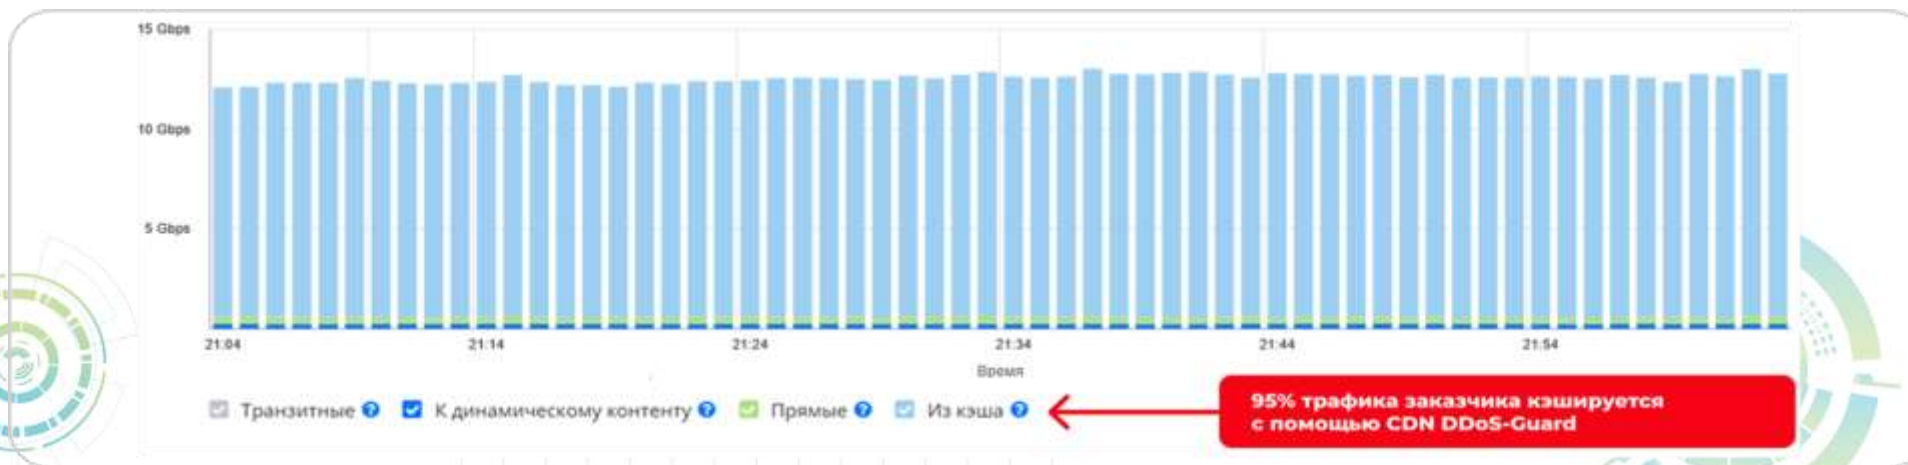 15 Gbps
10 Gbps
5 Gbps
21:04 21:14 21:24 21:34 21:44 21:54
Время
Транзитные ? К динамическому контенту ? Прямые ? Из кэша ?
95% трафика заказчика кэшируется
с помощью CDN DDoS-Guard